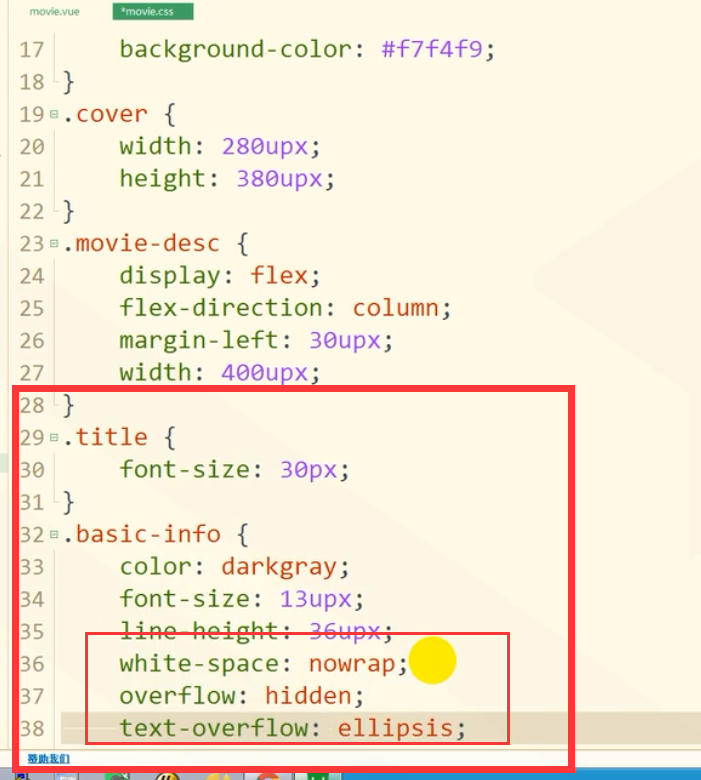 movie.vue *movie.css
17 background-color: #f7f4f9;
18 }
19 .cover {
20 width: 280upx;
21 height: 380upx;
22 }
23 .movie-desc {
24 display: flex;
25 flex-direction: column;
26 margin-left: 30upx;
27 width: 400upx;
28 }
29 .title {
30 font-size: 30px;
31 }
32 .basic-info {
33 color: darkgray;
34 font-size: 13upx;
35 line-height: 36upx;
36 white-space: nowrap;
37 overflow: hidden;
38 text-overflow: ellipsis;
帮助我们